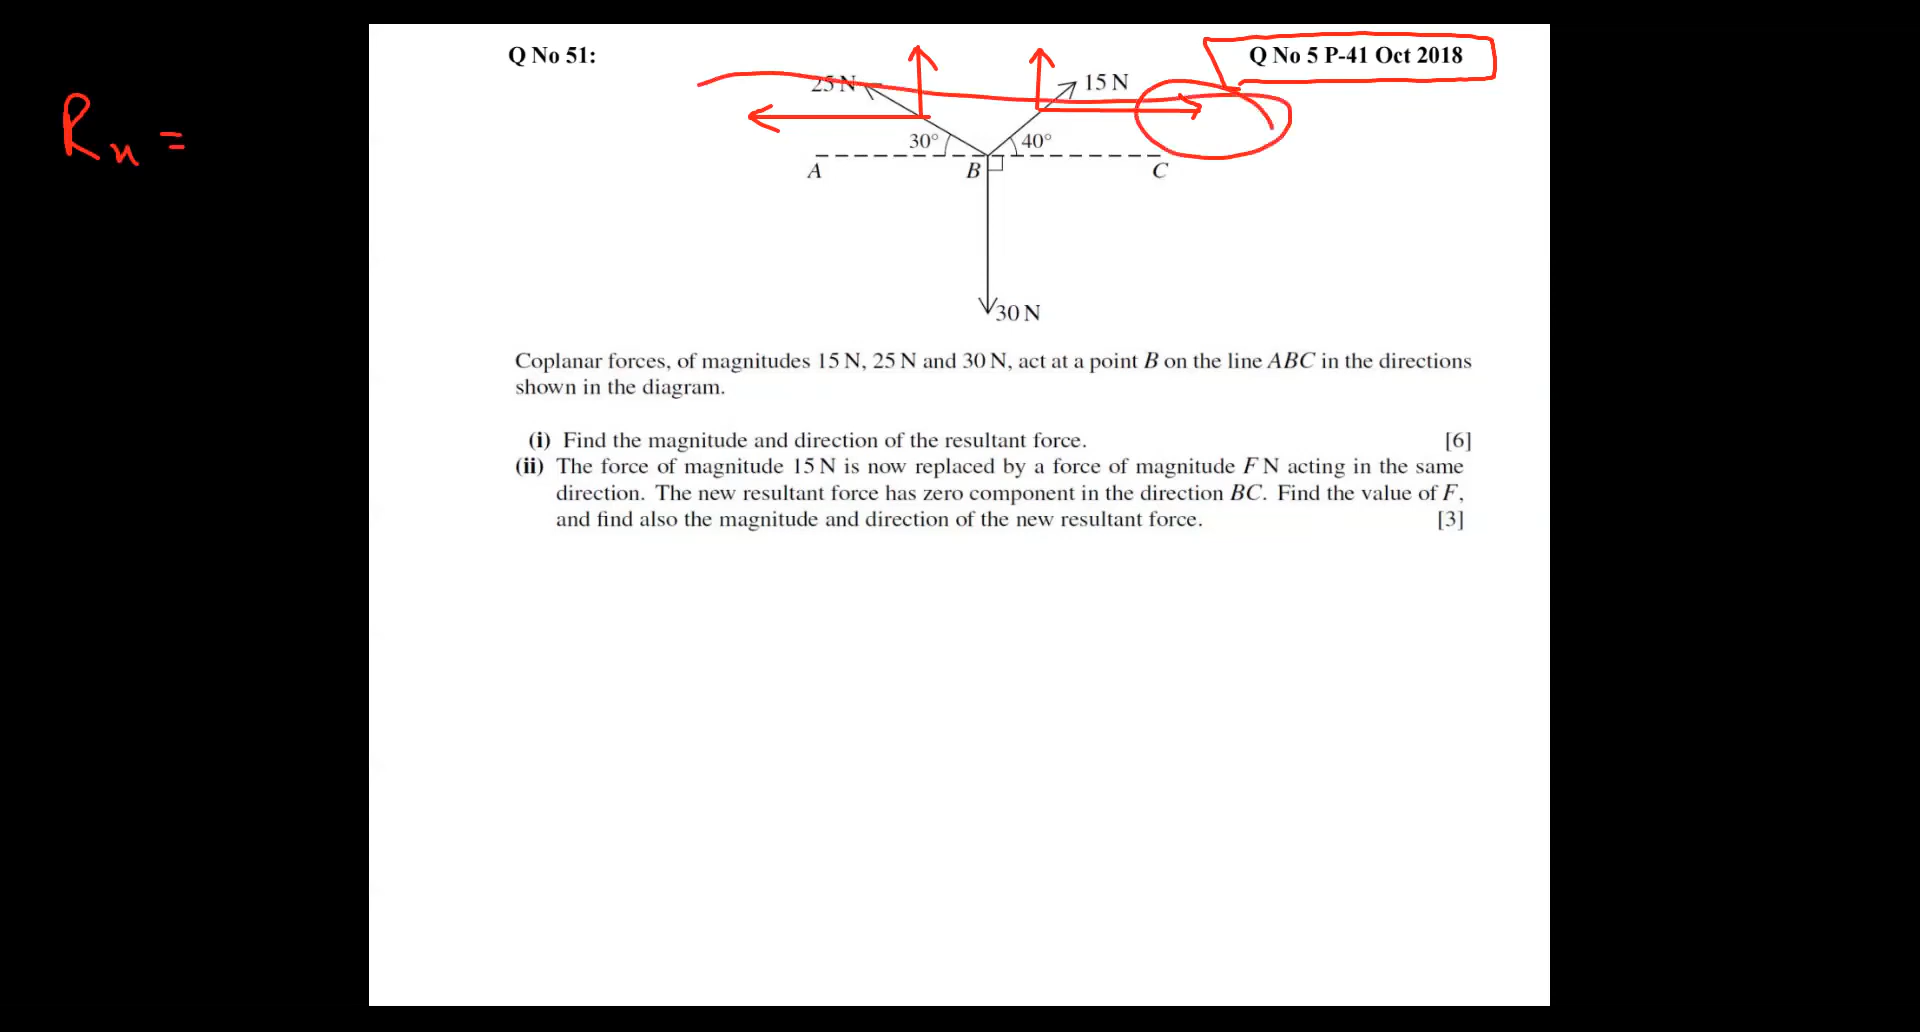 Q No 51:
Q No 5 P-41 Oct 2018
R_x =
25 N
15 N
30°
40°
A
B
C
30 N
Coplanar forces, of magnitudes 15 N, 25 N and 30 N, act at a point B on the line ABC in the directions
shown in the diagram.
(i) Find the magnitude and direction of the resultant force. [6]
(ii) The force of magnitude 15 N is now replaced by a force of magnitude F N acting in the same
direction. The new resultant force has zero component in the direction BC. Find the value of F,
and find also the magnitude and direction of the new resultant force. [3]